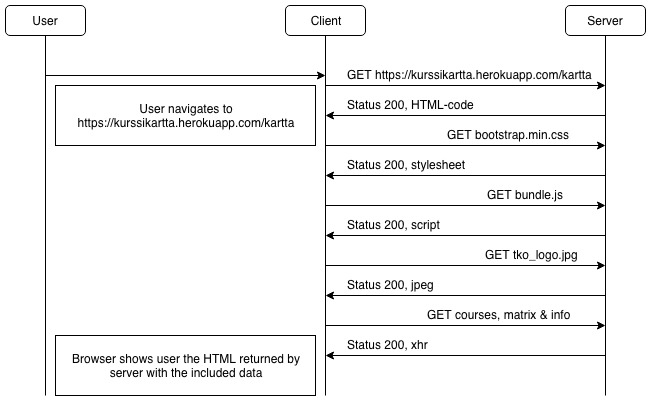 User
Client
Server
GET https://kurssikartta.herokuapp.com/kartta
User navigates to
https://kurssikartta.herokuapp.com/kartta
Status 200, HTML-code
GET bootstrap.min.css
Status 200, stylesheet
GET bundle.js
Status 200, script
GET tko_logo.jpg
Status 200, jpeg
GET courses, matrix & info
Status 200, xhr
Browser shows user the HTML returned by
server with the included data